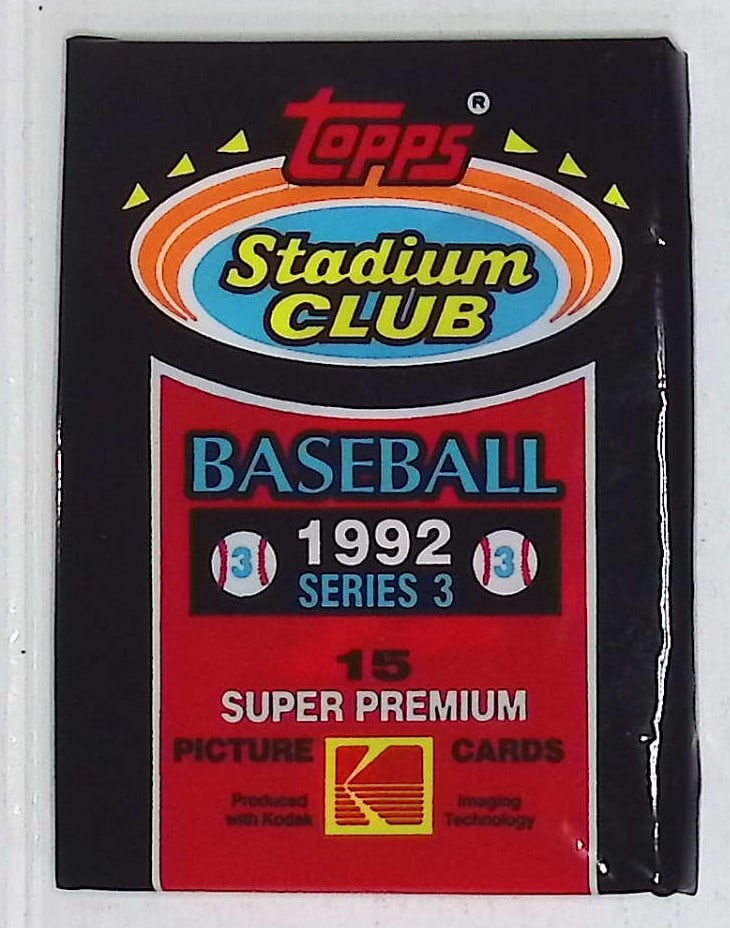 Topps ®
Stadium
CLUB
BASEBALL
3 1992 3
SERIES 3
15
SUPER PREMIUM
PICTURE CARDS
Produced Imaging
with Kodak Technology